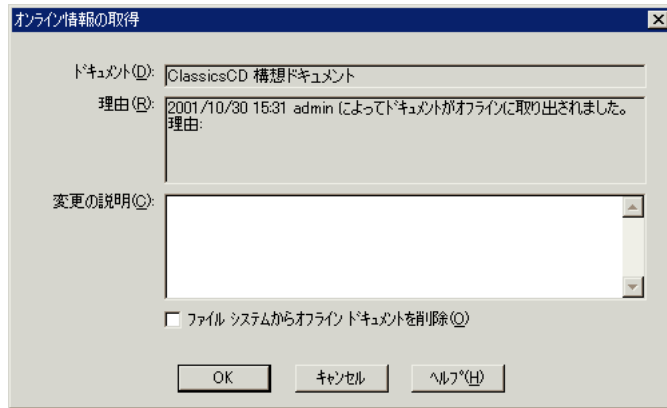 オンライン情報の取得
ドキュメント(D): ClassicsCD 構想ドキュメント
理由(R): 2001/10/30 15:31 admin によってドキュメントがオフラインに取り出されました。
理由:
変更の説明(C):
ファイル システムからオフライン ドキュメントを削除(O)
OK キャンセル ヘルプ(H)